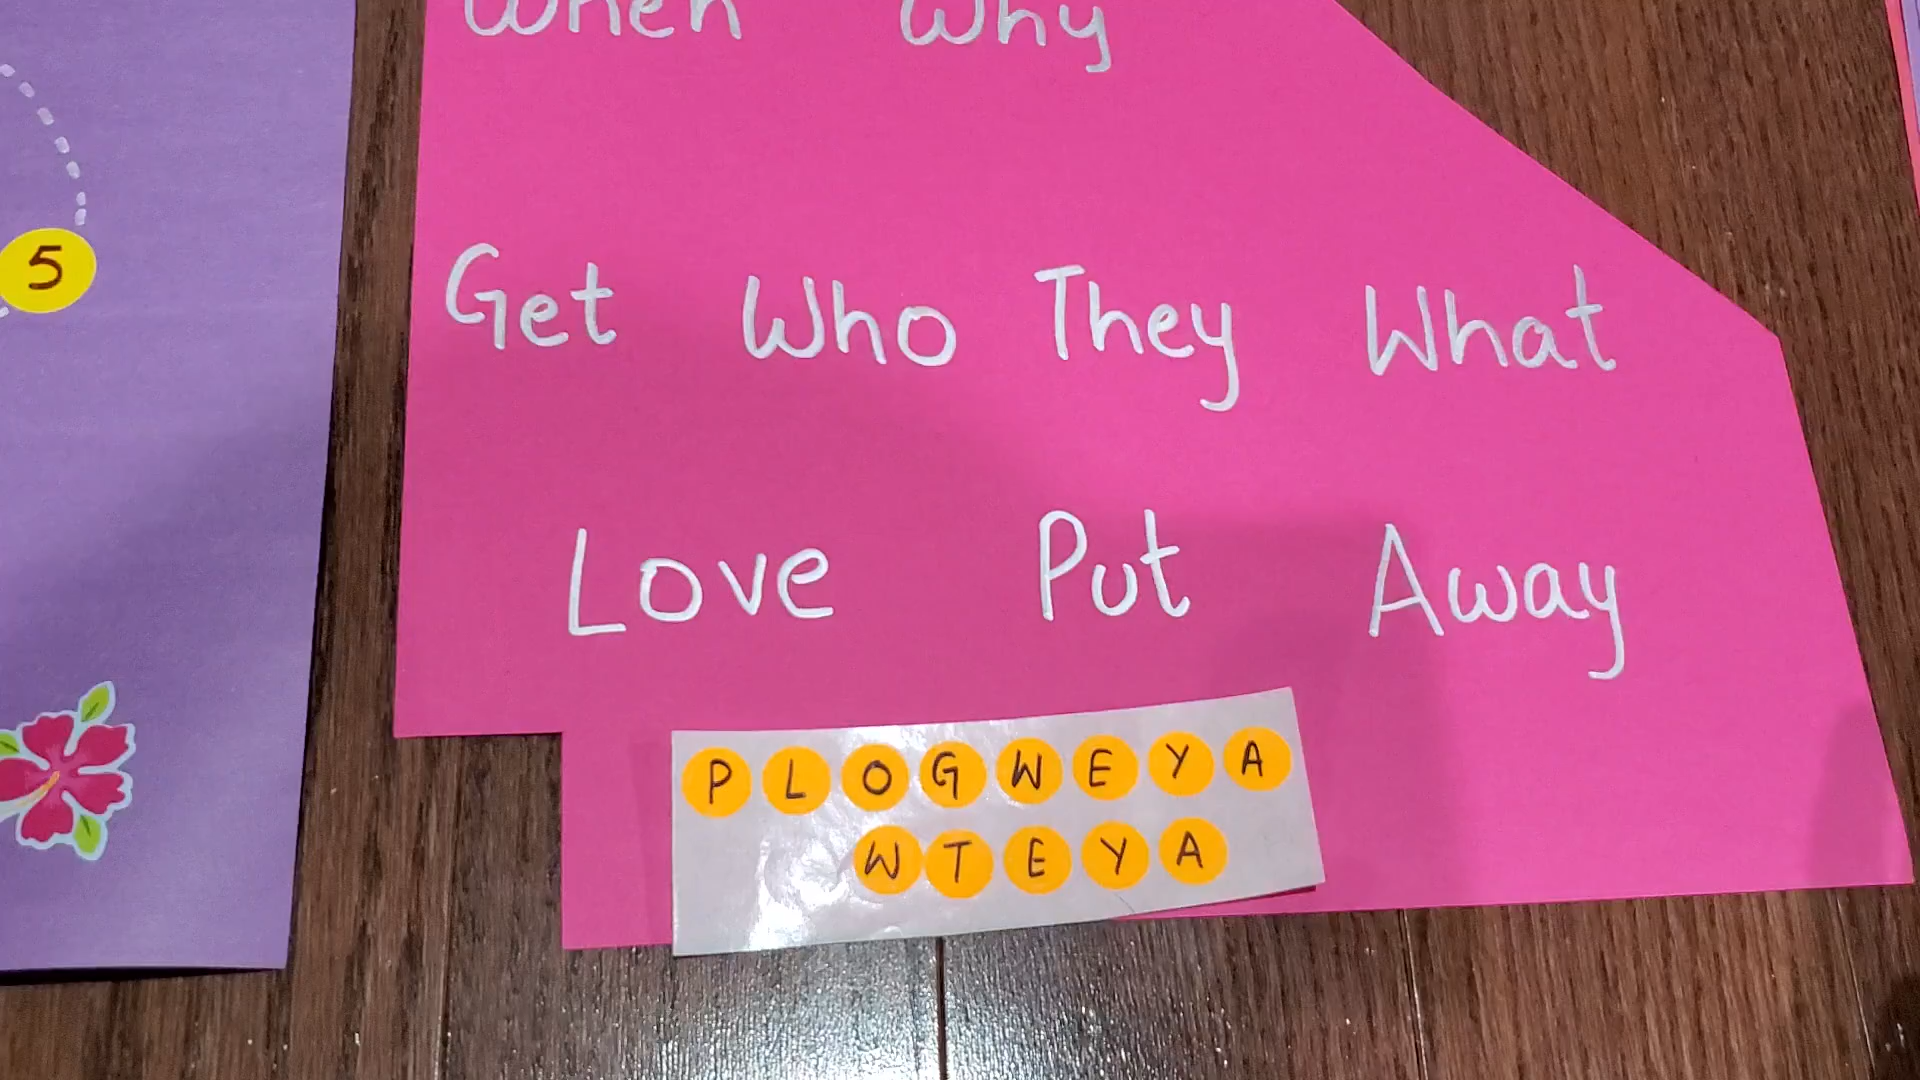 When Why
5
Get Who They What
Love Put Away
P L O G W E Y A
W T E Y A